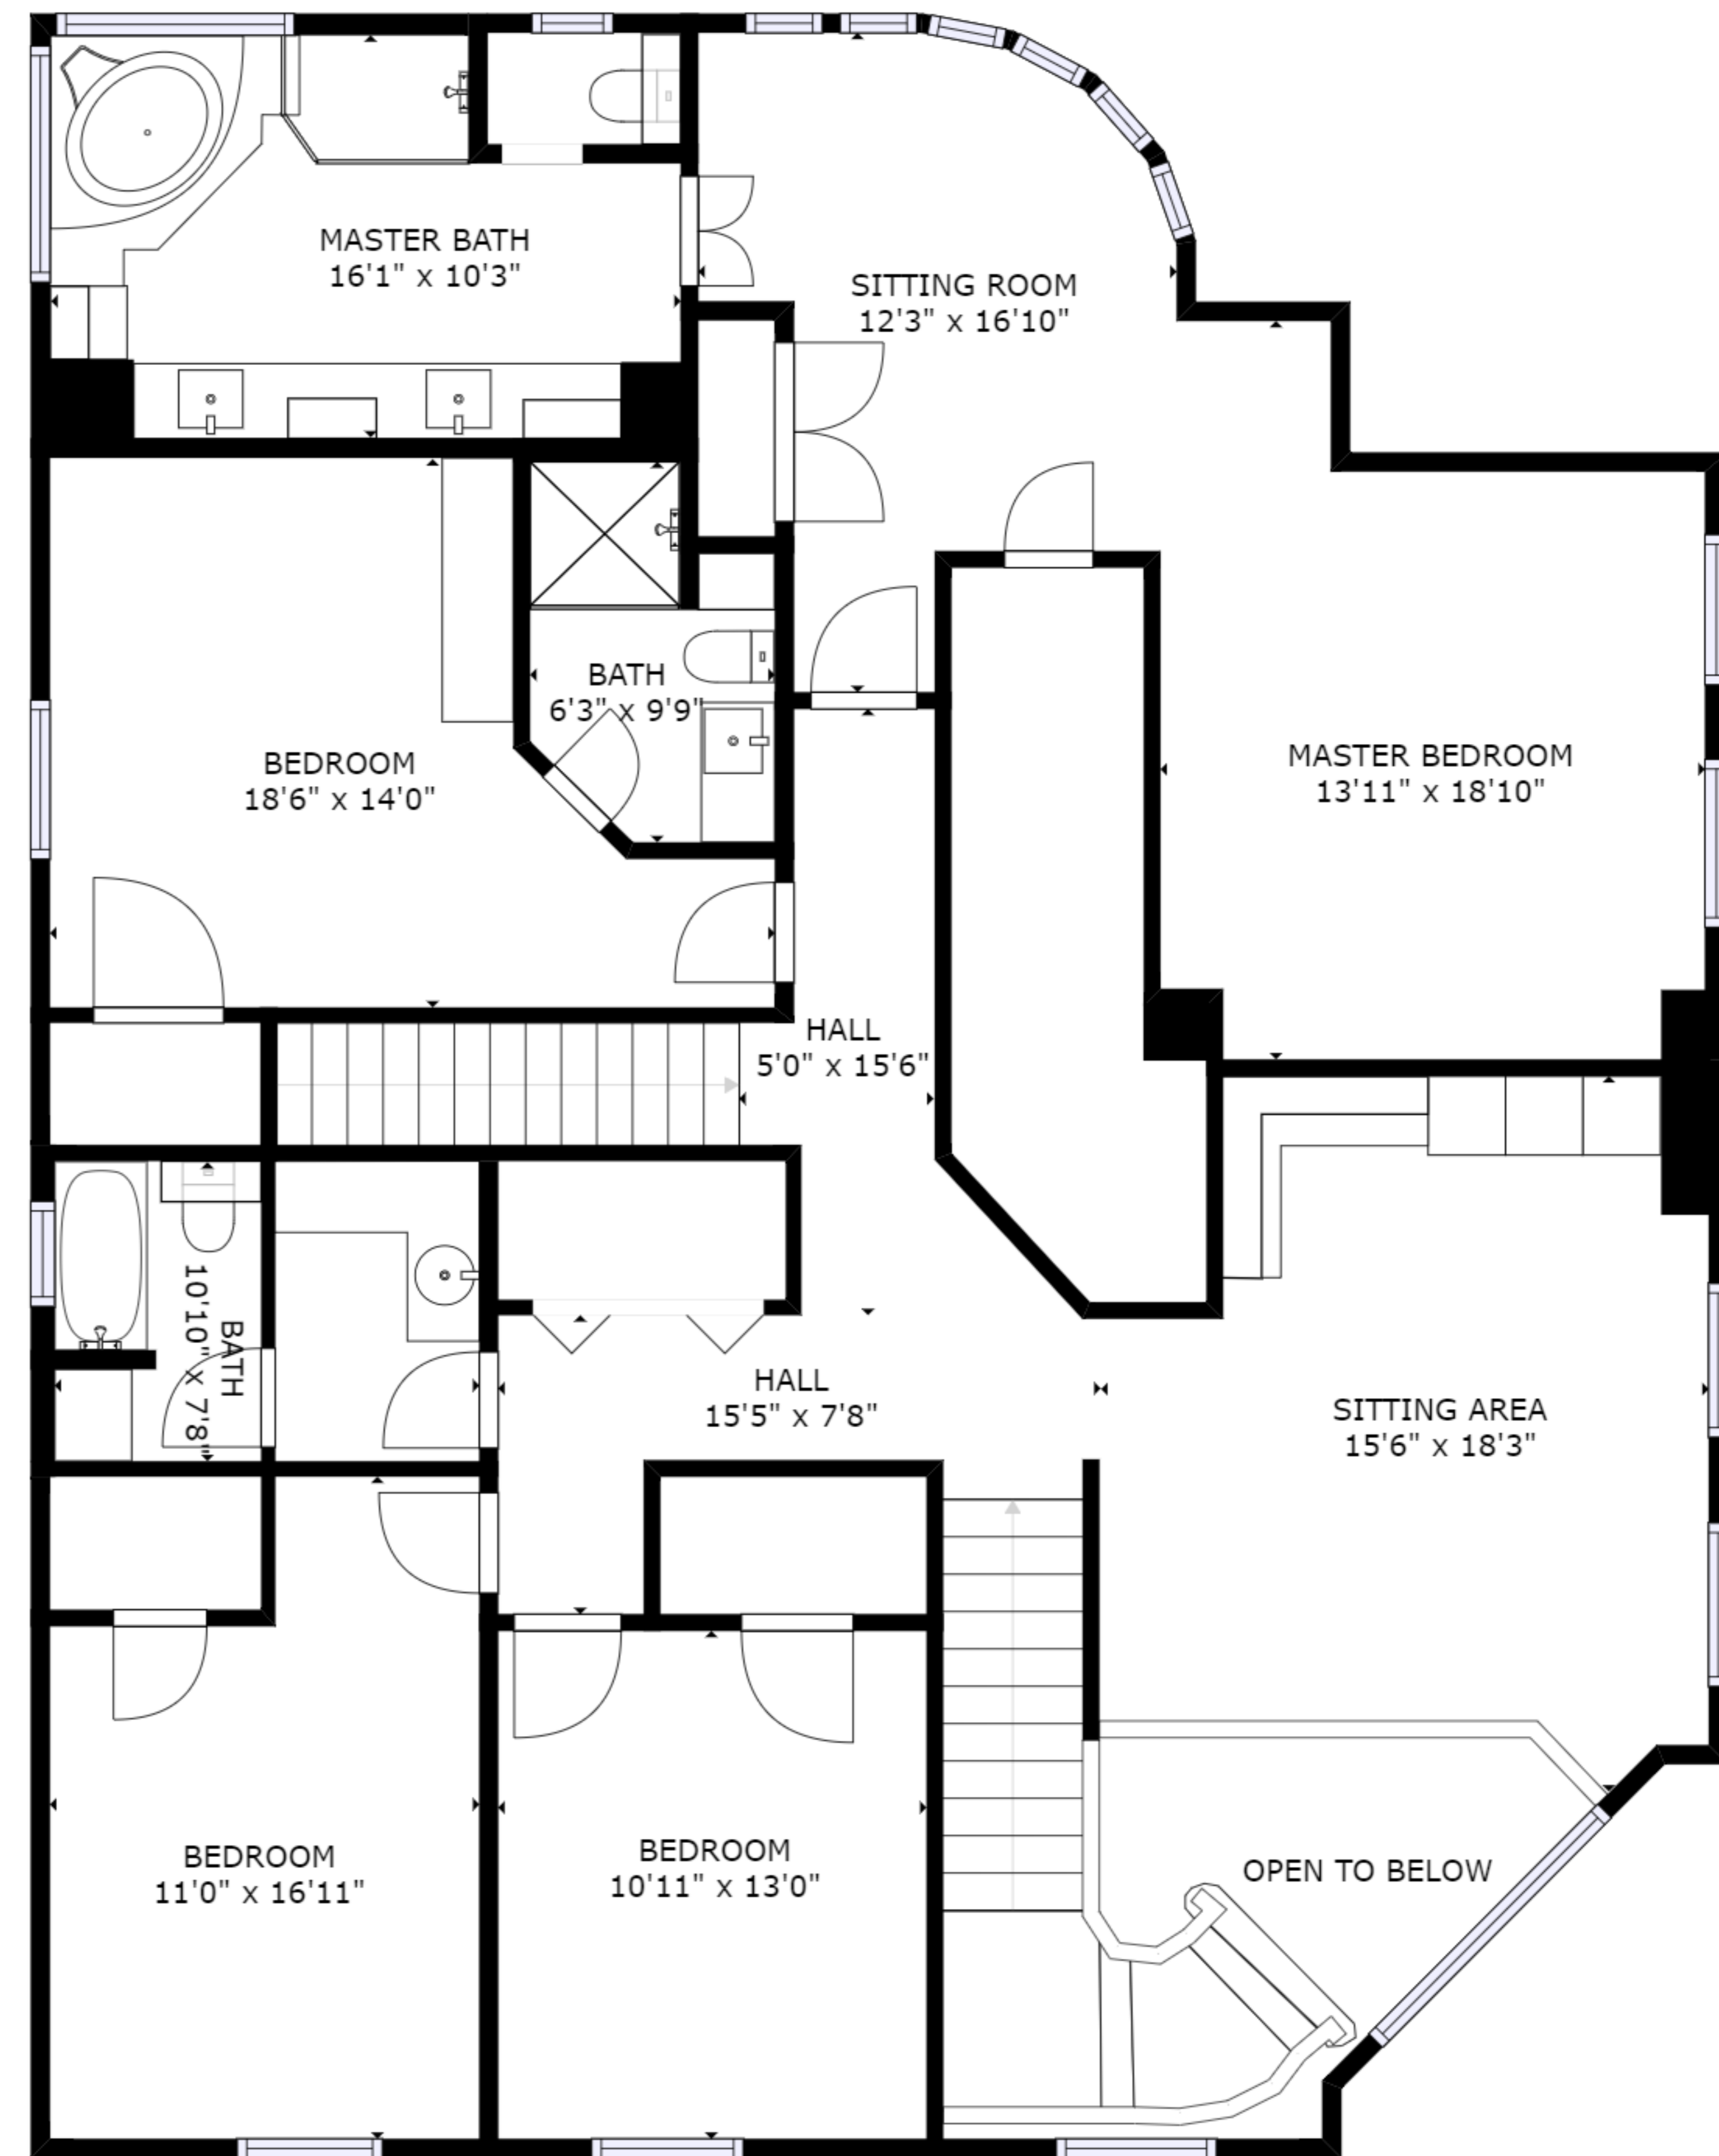 MASTER BATH
16'1" x 10'3"
SITTING ROOM
12'3" x 16'10"
BATH
6'3" x 9'9"
BEDROOM
18'6" x 14'0"
MASTER BEDROOM
13'11" x 18'10"
HALL
5'0" x 15'6"
BATH
10'10" x 7'8"
HALL
15'5" x 7'8"
SITTING AREA
15'6" x 18'3"
BEDROOM
11'0" x 16'11"
BEDROOM
10'11" x 13'0"
OPEN TO BELOW